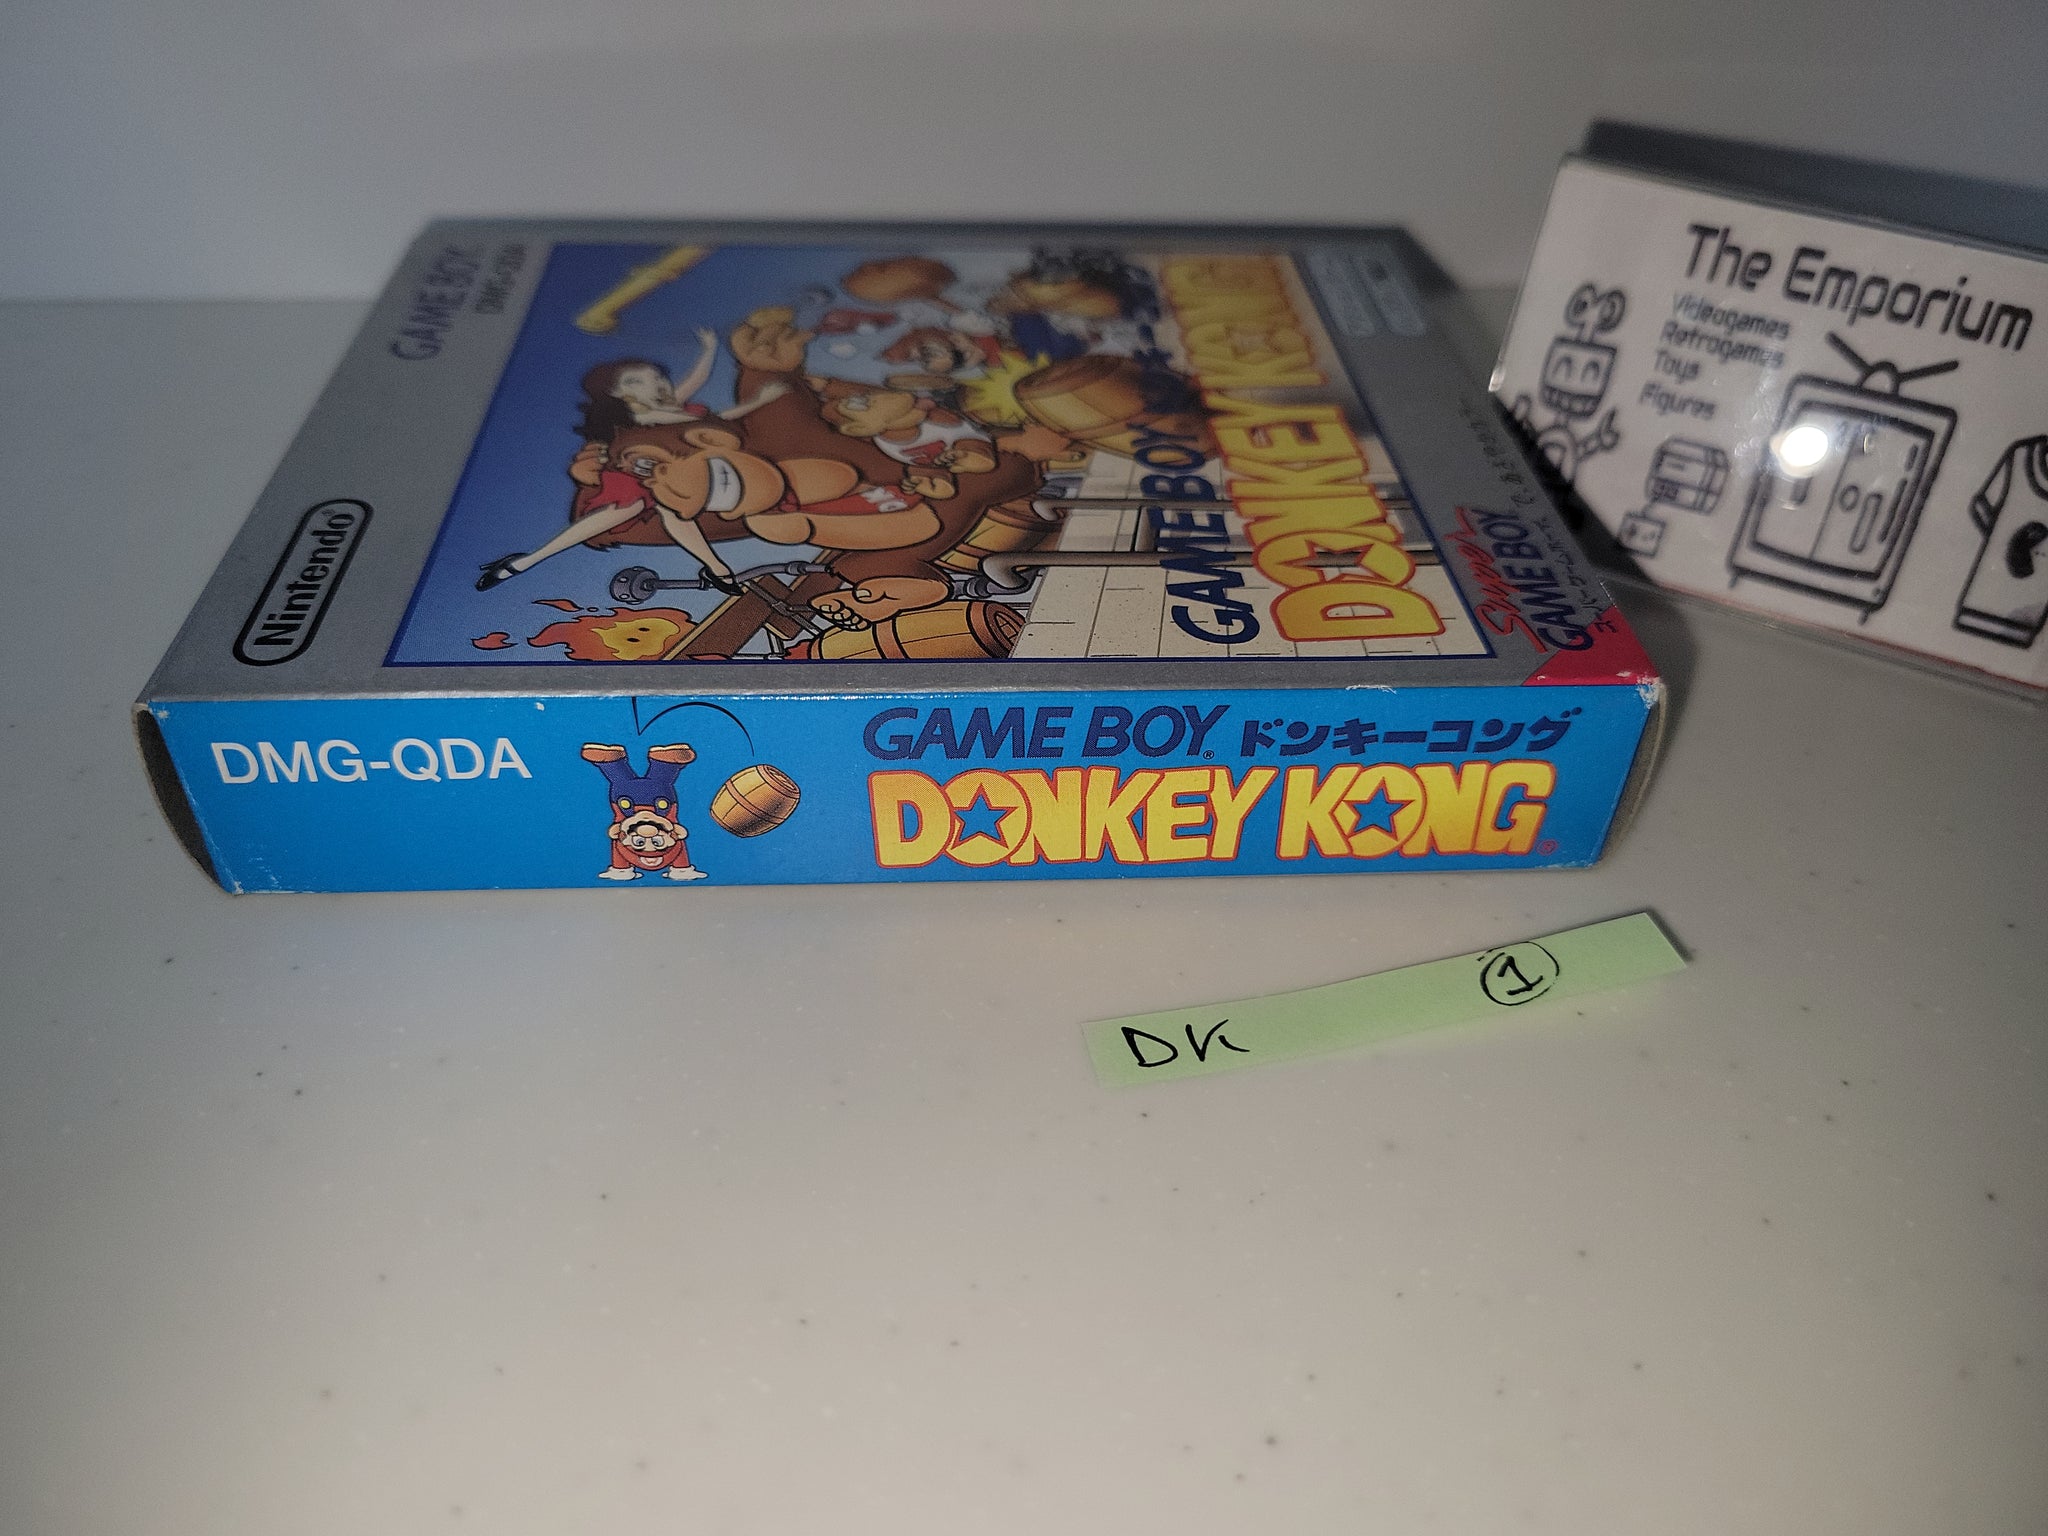 GAME BOY
DMG-QDA
Nintendo®
GAME BOY
DONKEY KONG
Super
GAME BOY
DMG-QDA
GAME BOY® ドンキーコング
DONKEY KONG®
DK ①
The Emporium
Videogames
Retrogames
Toys
Figures